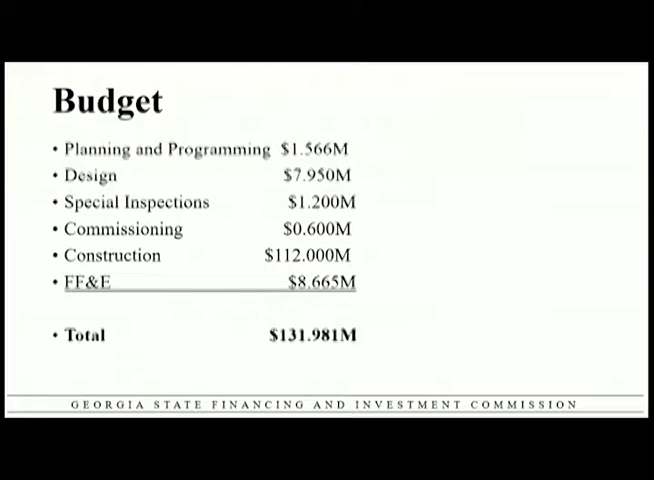 Budget
• Planning and Programming $1.566M
• Design $7.950M
• Special Inspections $1.200M
• Commissioning $0.600M
• Construction $112.000M
• FF&E $8.665M
• Total $131.981M
GEORGIA STATE FINANCING AND INVESTMENT COMMISSION